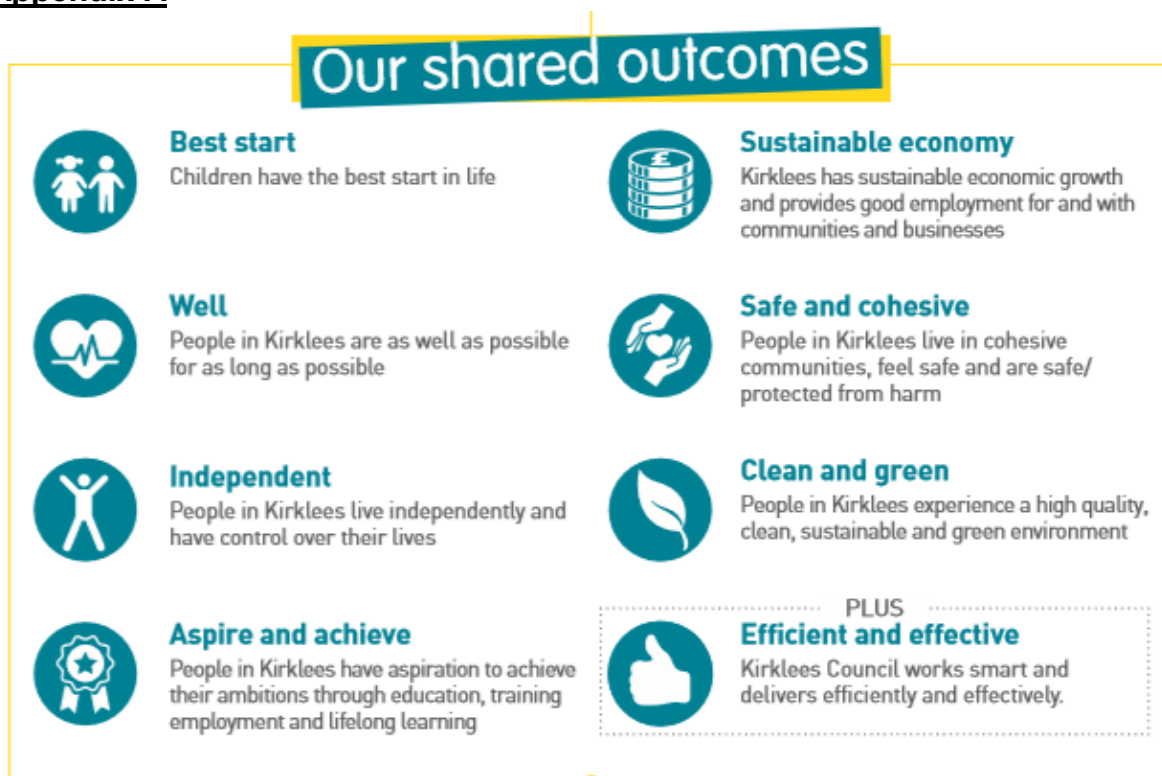 Our shared outcomes
Best start
Children have the best start in life
Well
People in Kirklees are as well as possible
for as long as possible
Independent
People in Kirklees live independently and
have control over their lives
Aspire and achieve
People in Kirklees have aspiration to achieve
their ambitions through education, training
employment and lifelong learning
Sustainable economy
£
Kirklees has sustainable economic growth
and provides good employment for and with
communities and businesses
Safe and cohesive
People in Kirklees live in cohesive
communities, feel safe and are safe/
protected from harm
Clean and green
People in Kirklees experience a high quality,
clean, sustainable and green environment
PLUS
Efficient and effective
Kirklees Council works smart and
delivers efficiently and effectively.